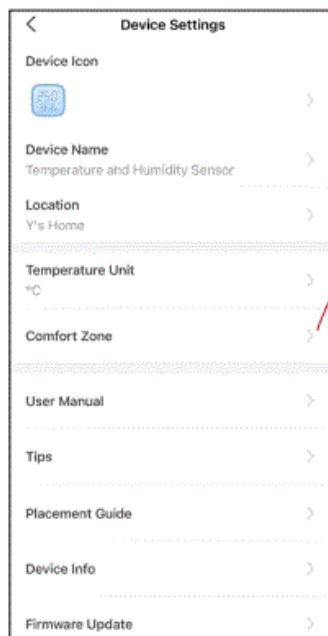 Device Settings
Device Icon
Device Name
Temperature and Humidity Sensor
Location
Y's Home
Temperature Unit
°C
Comfort Zone
User Manual
Tips
Placement Guide
Device Info
Firmware Update